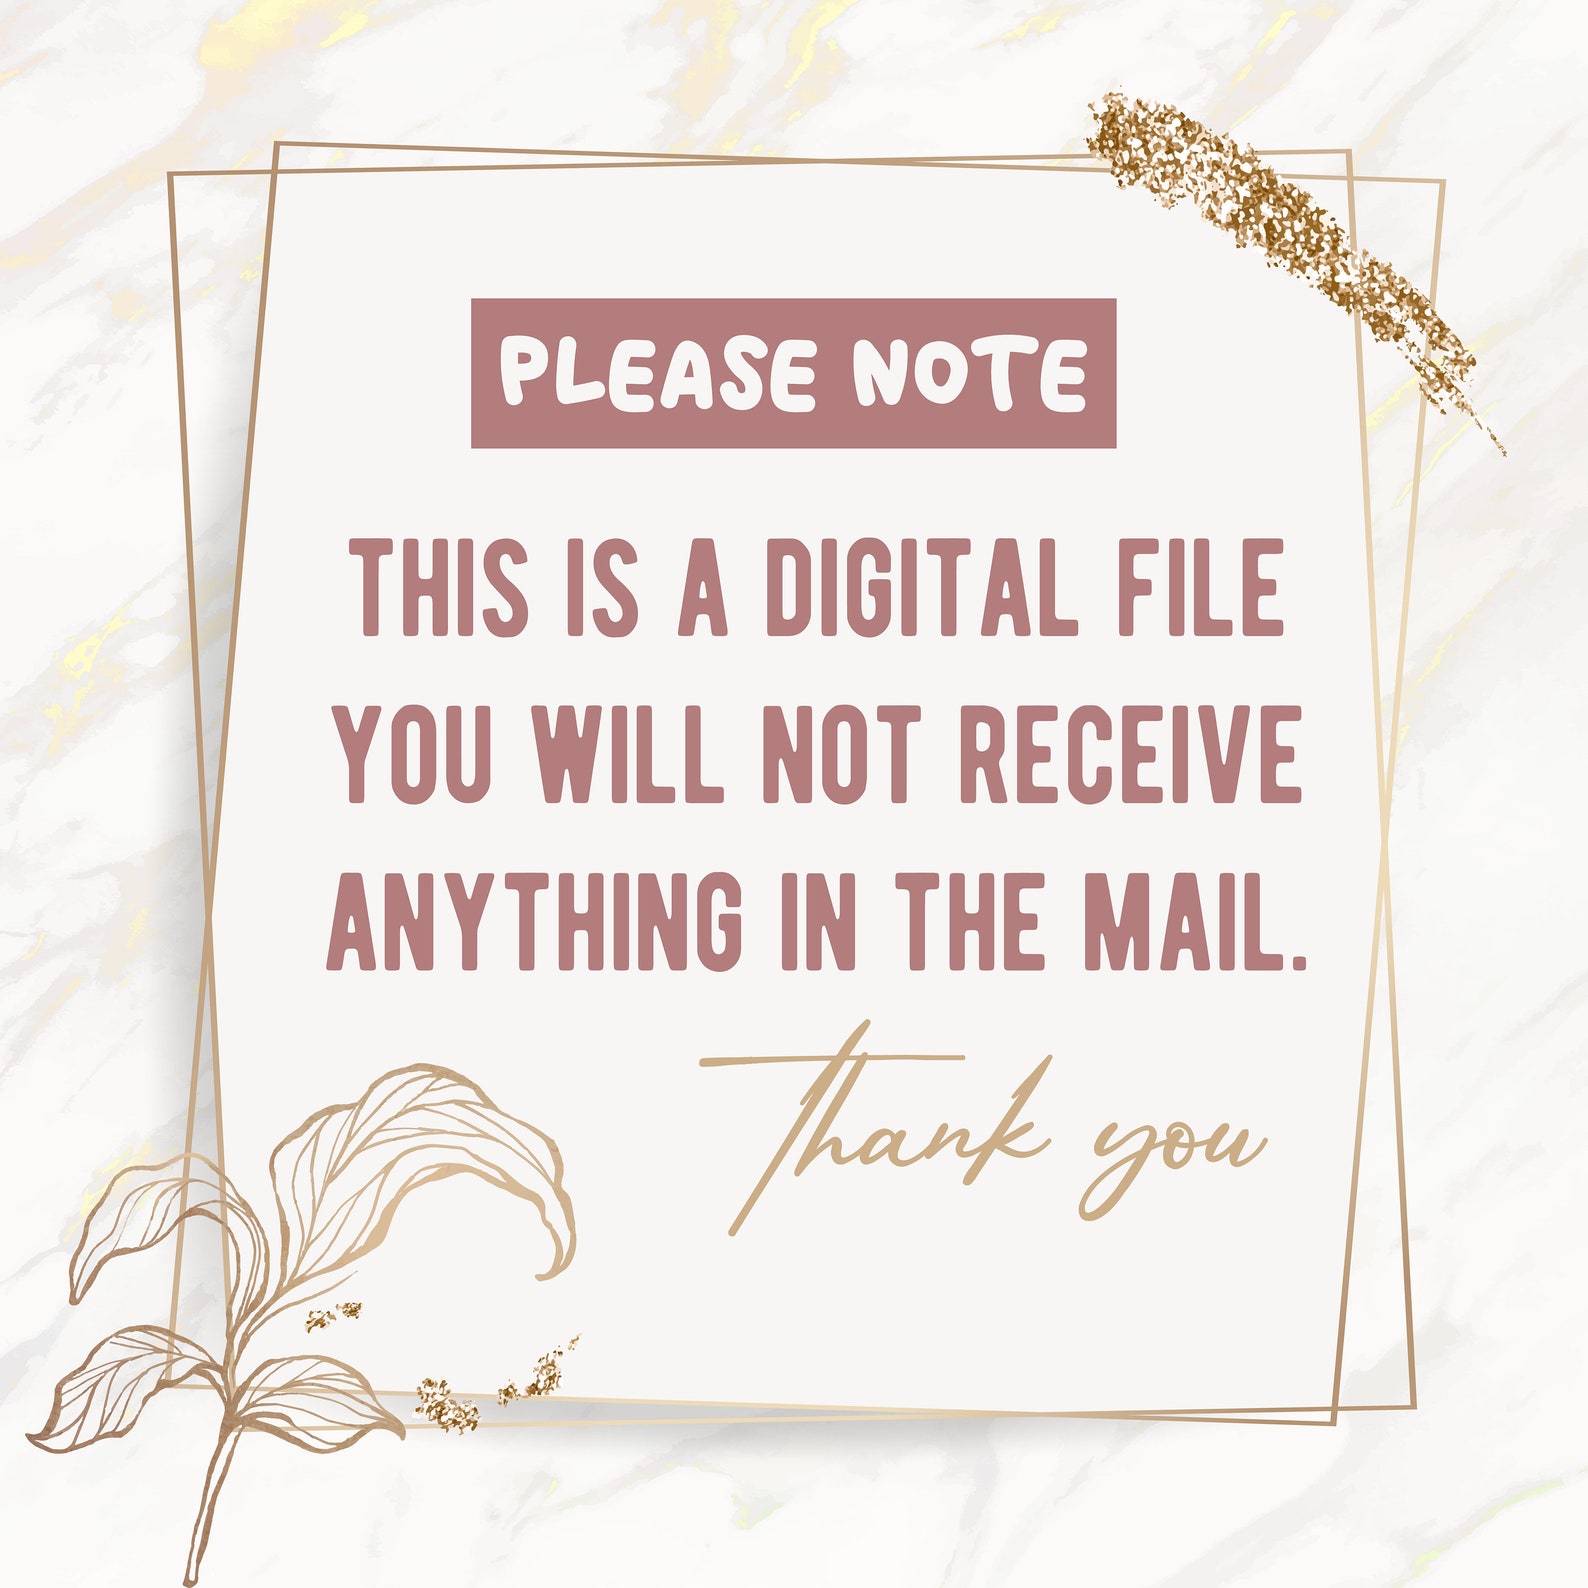 PLEASE NOTE
THIS IS A DIGITAL FILE
YOU WILL NOT RECEIVE
ANYTHING IN THE MAIL.
Thank you